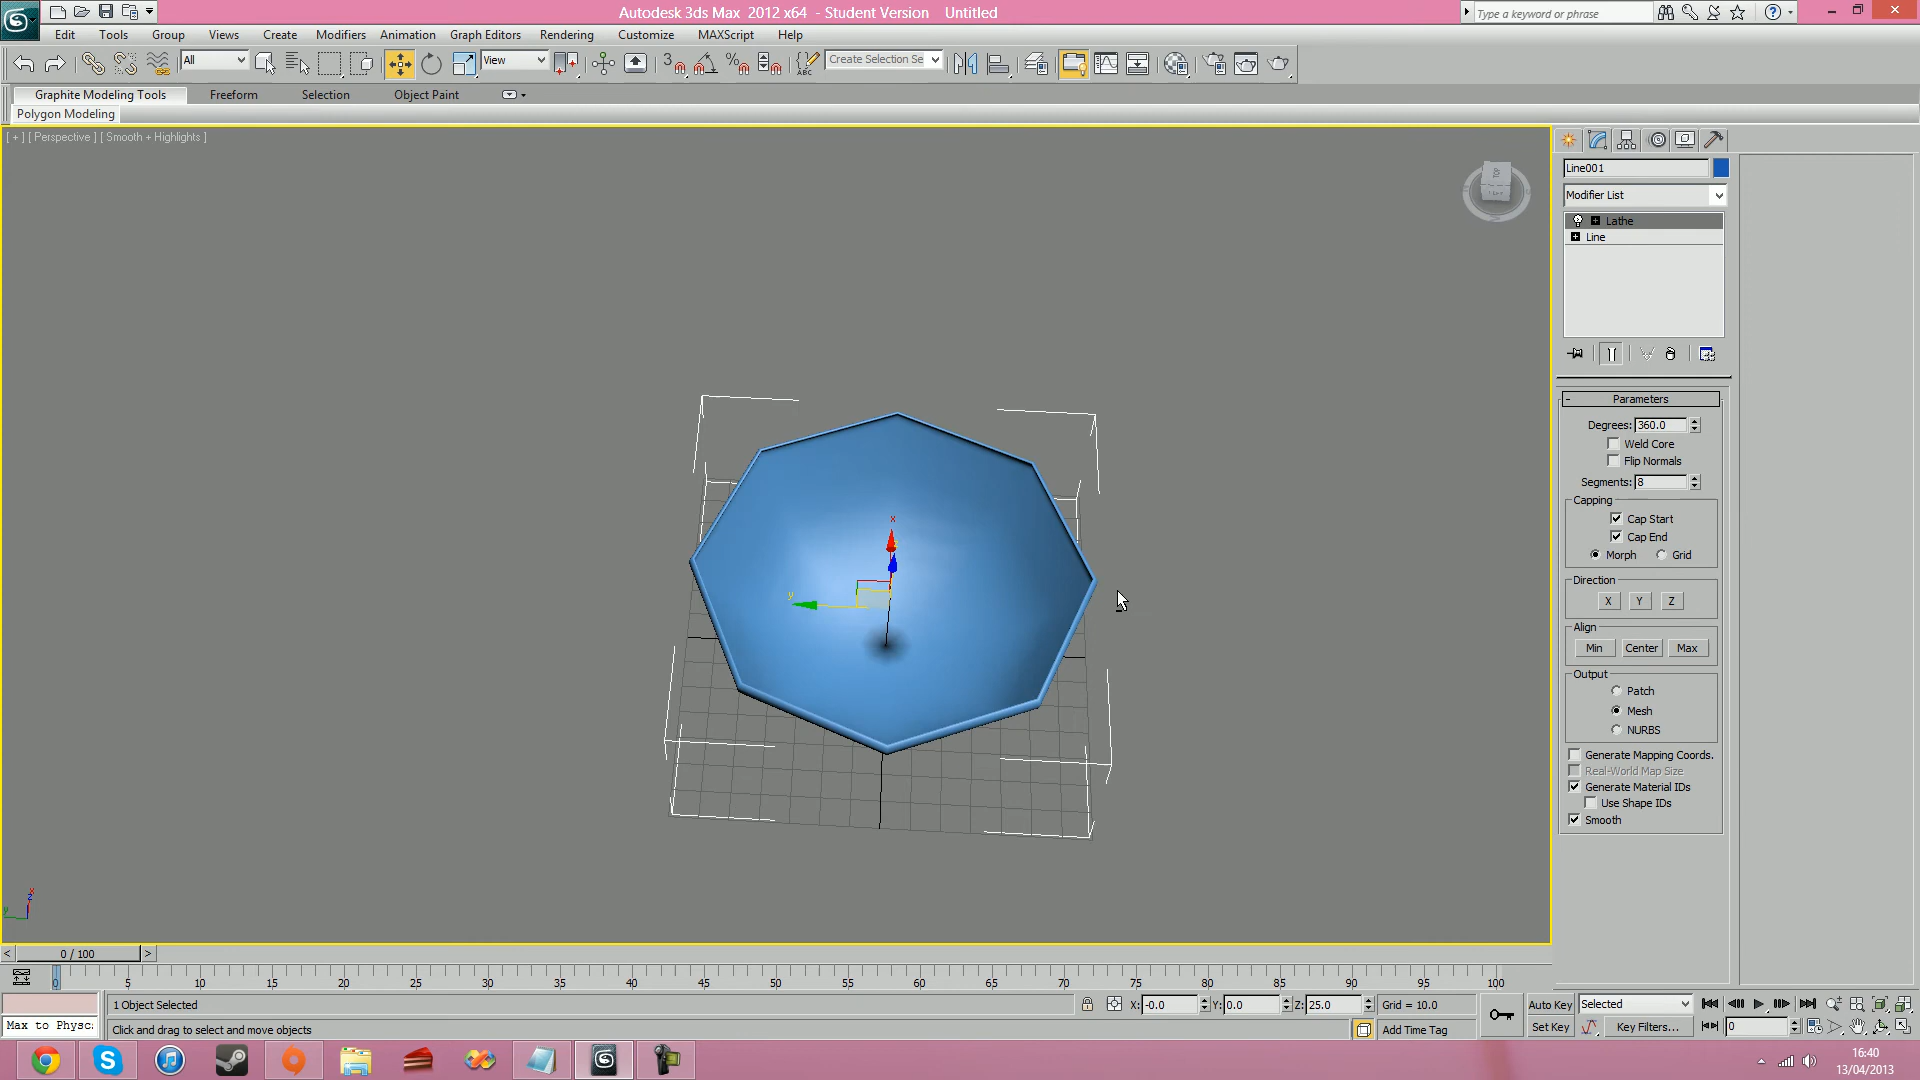 Autodesk 3ds Max 2012 x64 - Student Version Untitled
Type a keyword or phrase
Edit Tools Group Views Create Modifiers Animation Graph Editors Rendering Customize MAXScript Help
All View Create Selection Se
Graphite Modeling Tools Freeform Selection Object Paint
Polygon Modeling
[ + ] [ Perspective ] [ Smooth + Highlights ]
Line001
Modifier List
Lathe
Line
Parameters
Degrees: 360.0
Weld Core
Flip Normals
Segments: 8
Capping
Cap Start
Cap End
Morph Grid
Direction
X Y Z
Align
Min Center Max
Output
Patch
Mesh
NURBS
Generate Mapping Coords.
Real-World Map Size
Generate Material IDs
Use Shape IDs
Smooth
x
y
x
z
y
< 0 / 100 >
0 5 10 15 20 25 30 35 40 45 50 55 60 65 70 75 80 85 90 95 100
1 Object Selected X: -0.0 Y: 0.0 Z: 25.0 Grid = 10.0 Auto Key Selected
Max to Physc: Click and drag to select and move objects Add Time Tag Set Key Key Filters... 0
16:40
13/04/2013